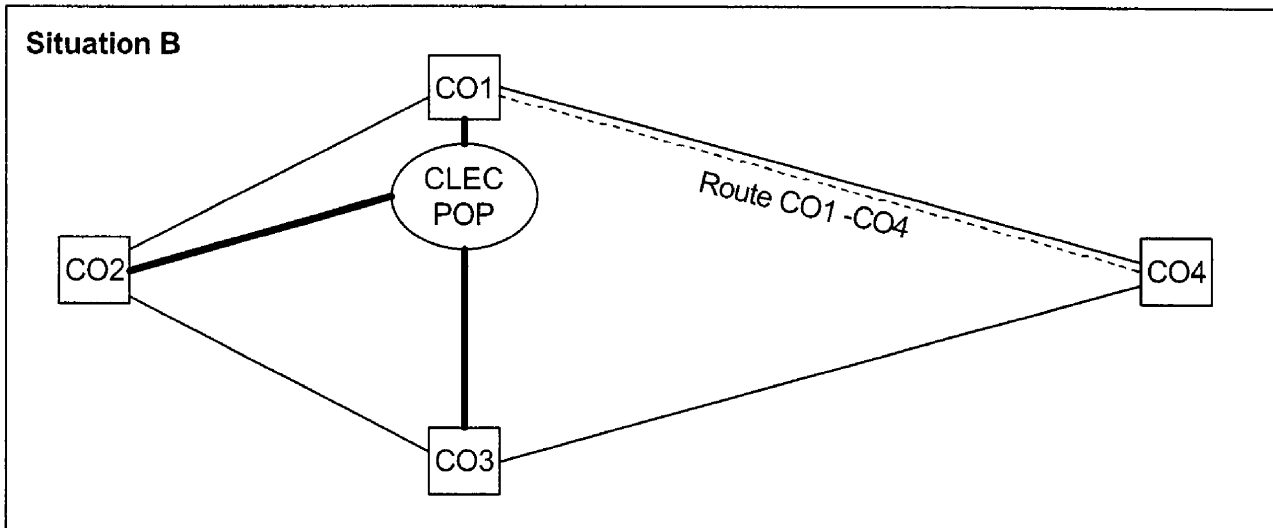 Situation B
CO1
CLEC
POP
Route CO1 -CO4
CO2
CO4
CO3